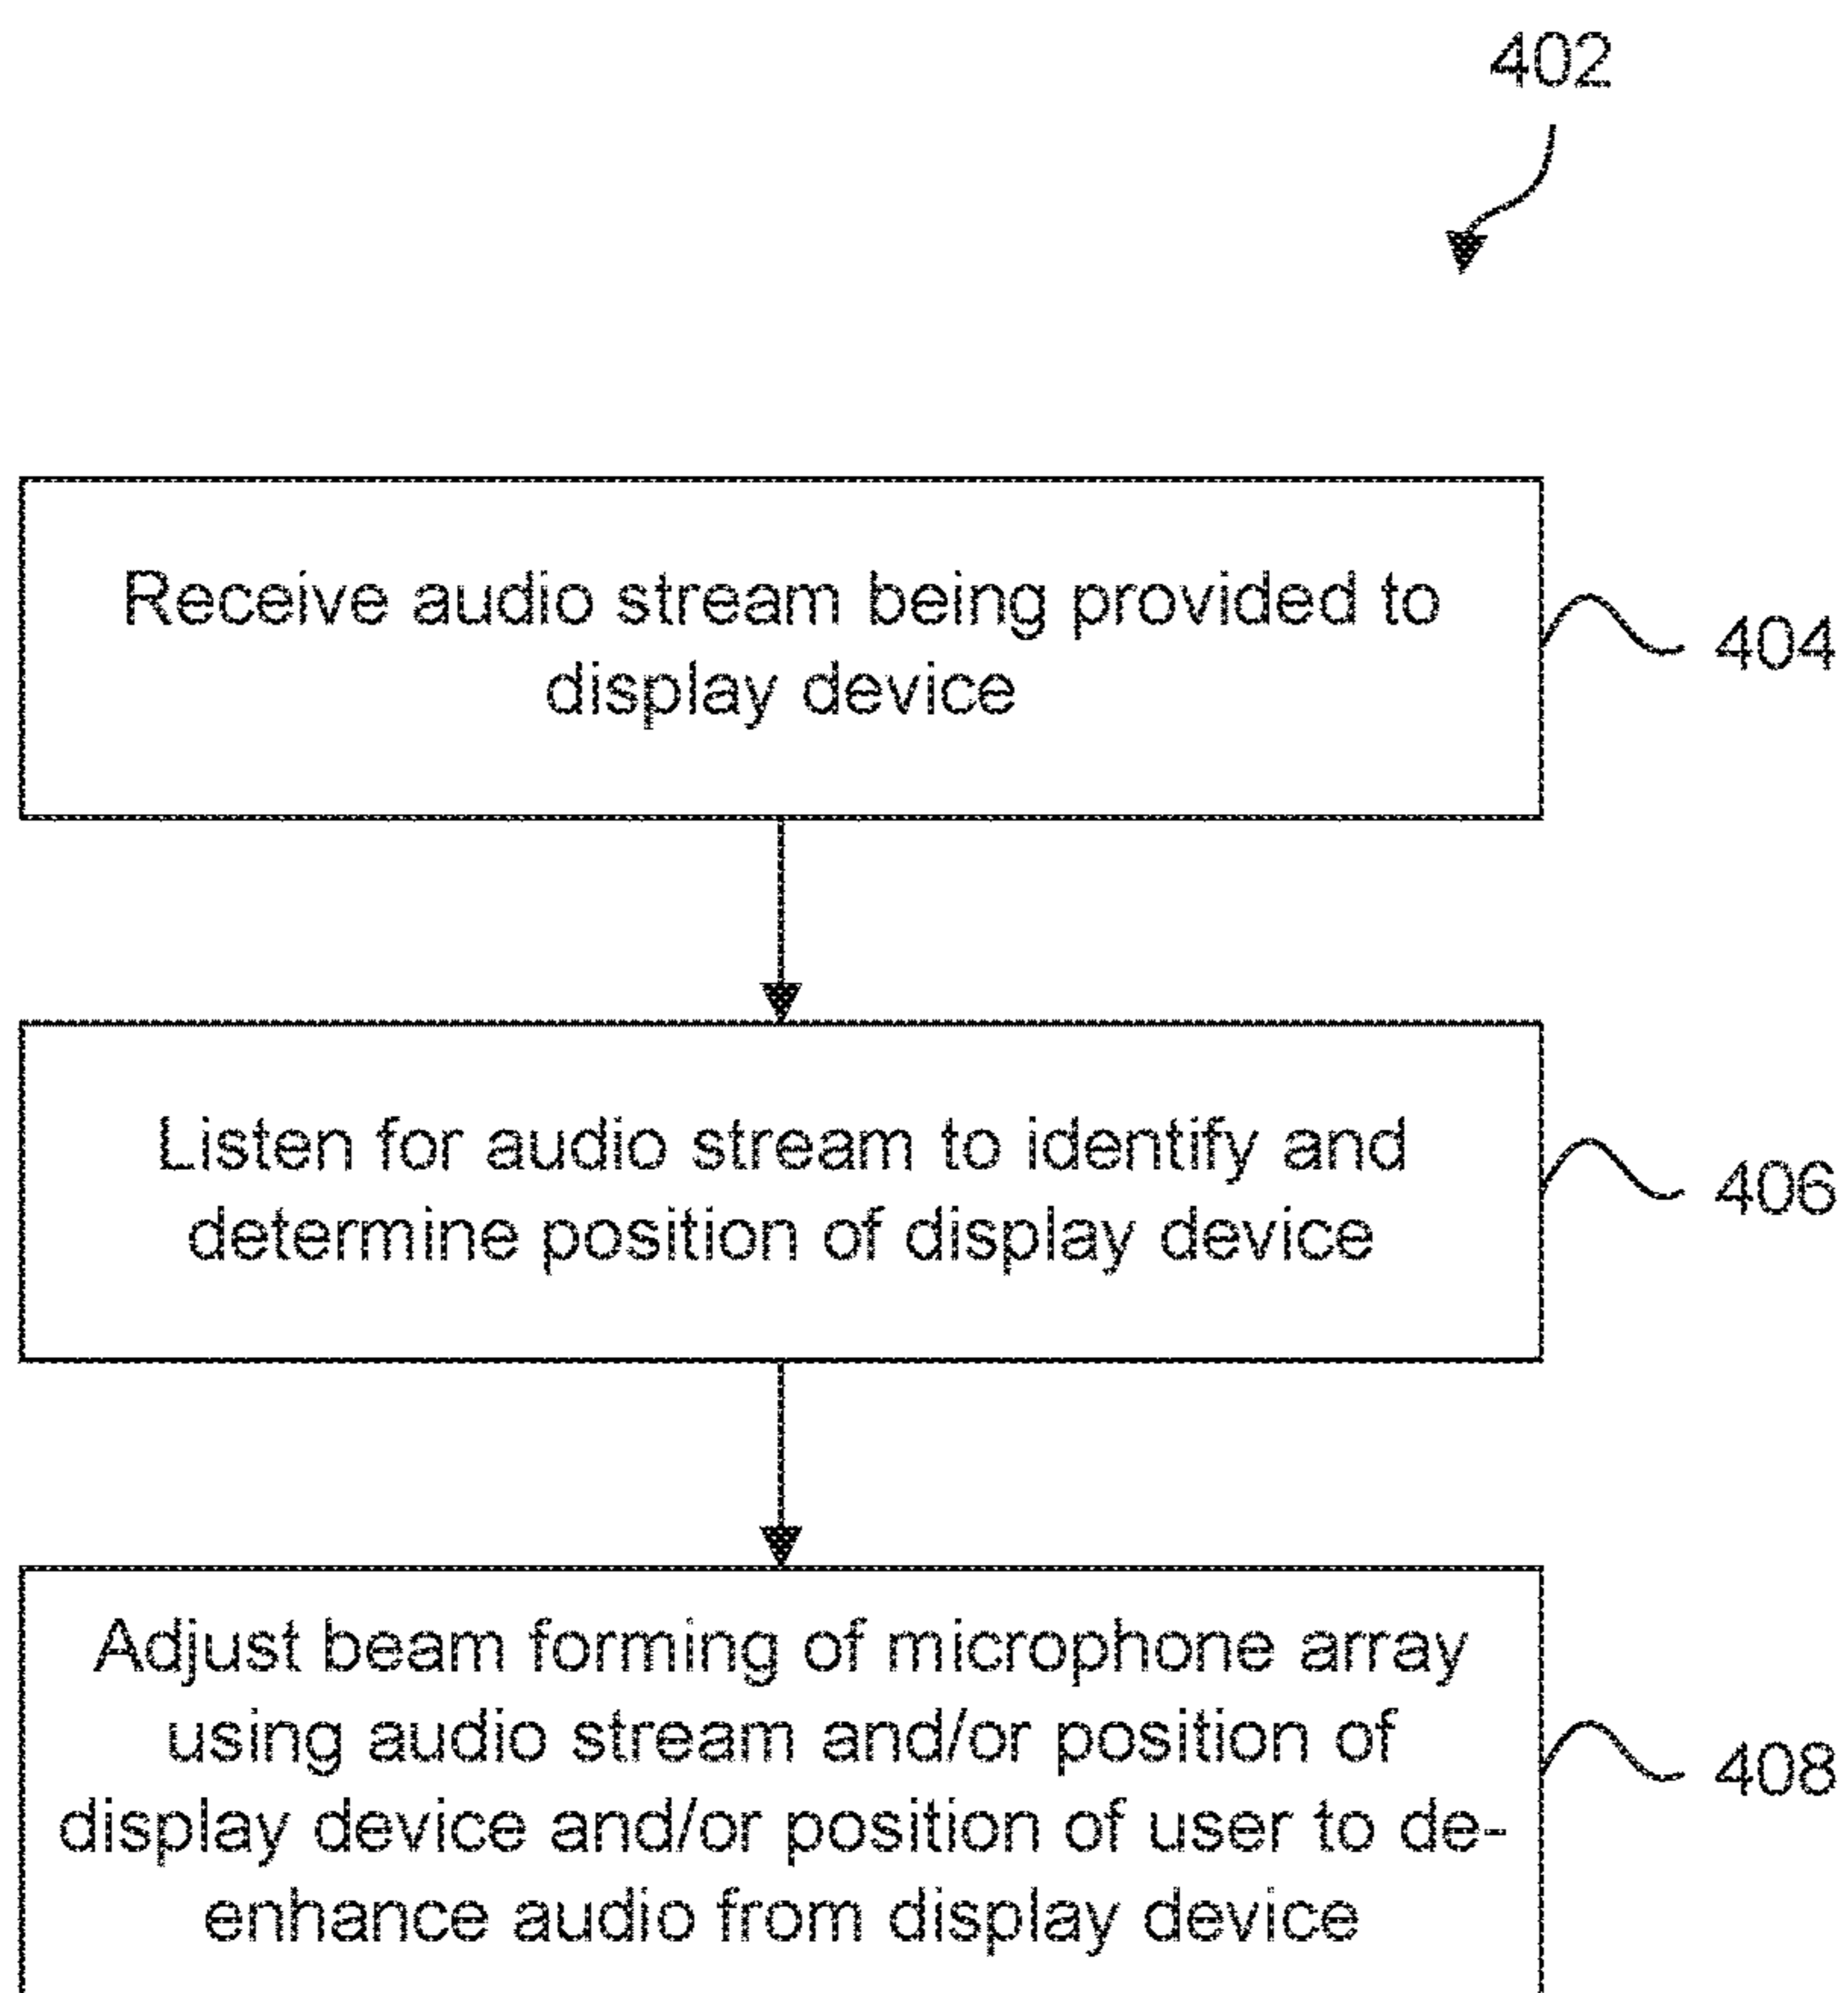 402
Receive audio stream being provided to
display device
404
Listen for audio stream to identify and
determine position of display device
406
Adjust beam forming of microphone array
using audio stream and/or position of
display device and/or position of user to de-
enhance audio from display device
408